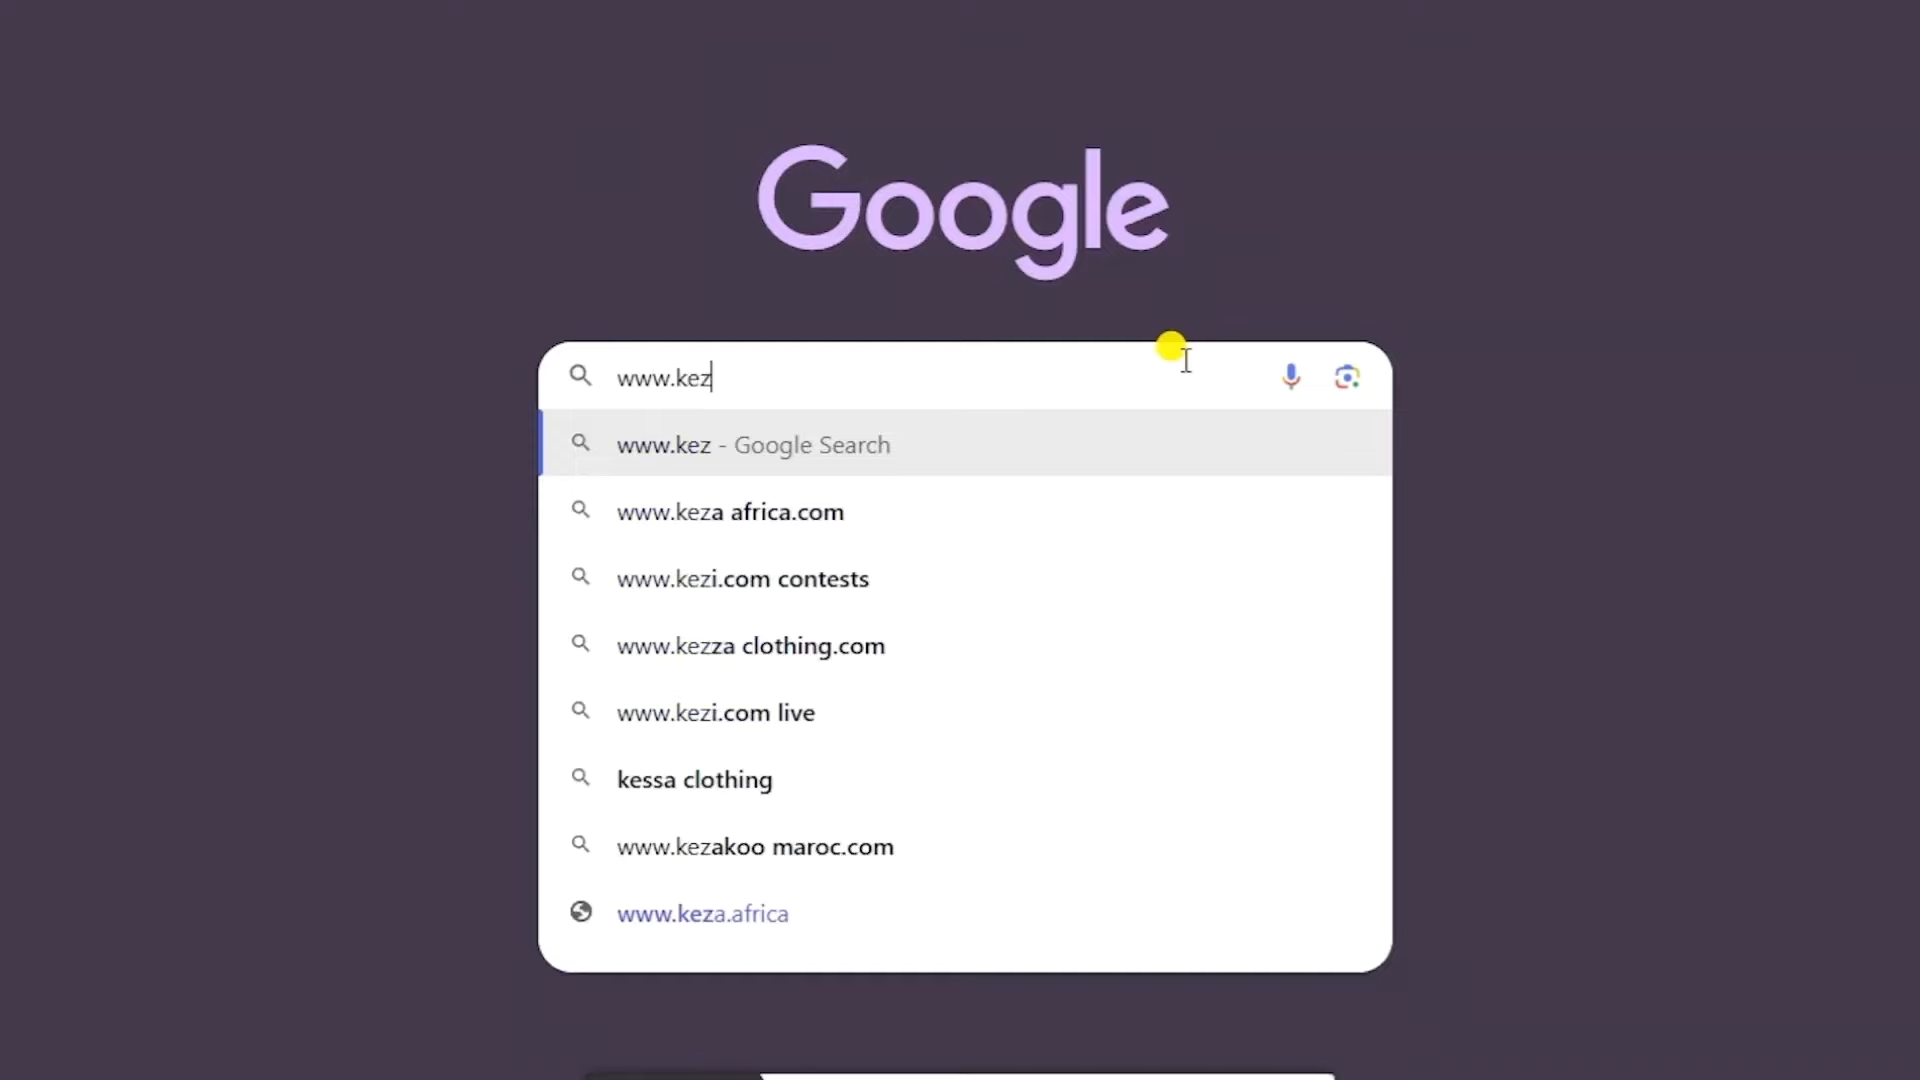 Google
www.kez
www.kez - Google Search
www.keza africa.com
www.kezi.com contests
www.kezza clothing.com
www.kezi.com live
kessa clothing
www.kezakoo maroc.com
www.keza.africa